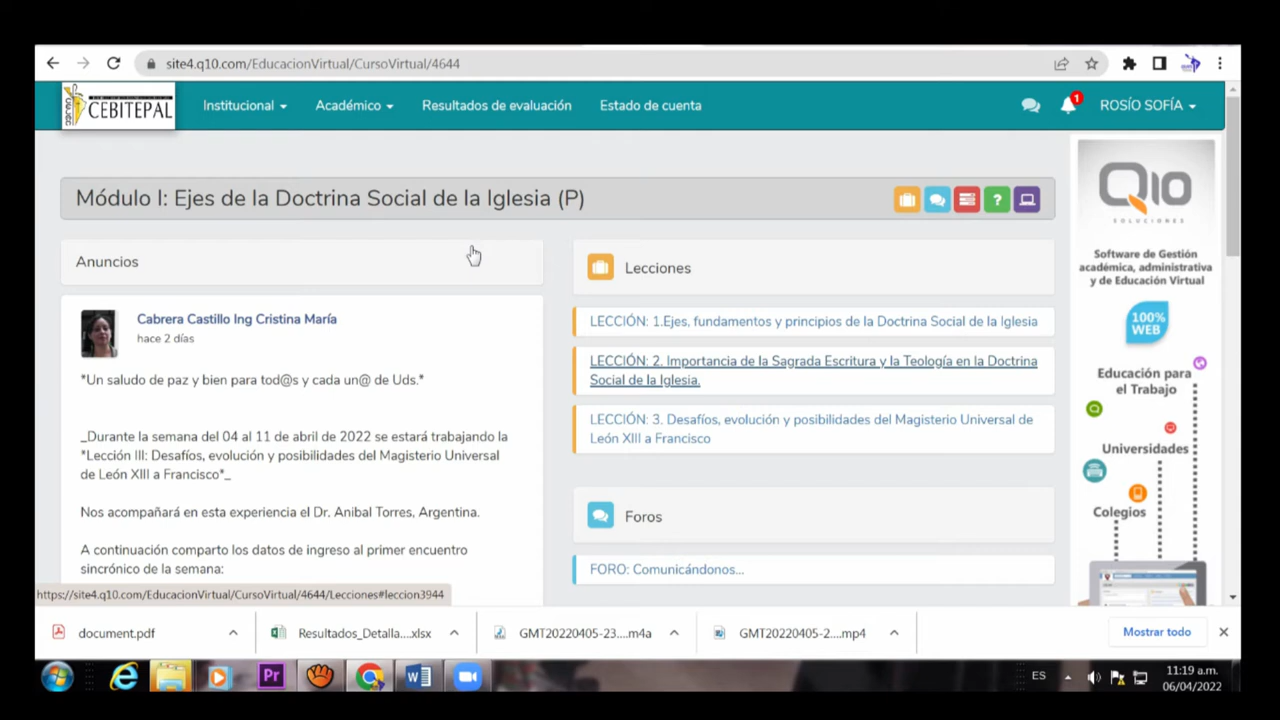 site4.q10.com/EducacionVirtual/CursoVirtual/4644
CEBITEPAL
Institucional
Académico
Resultados de evaluación
Estado de cuenta
1
ROSÍO SOFÍA
Módulo I: Ejes de la Doctrina Social de la Iglesia (P)
?
Anuncios
Cabrera Castillo Ing Cristina María
hace 2 días
*Un saludo de paz y bien para tod@s y cada un@ de Uds.*
_Durante la semana del 04 al 11 de abril de 2022 se estará trabajando la
*Lección III: Desafíos, evolución y posibilidades del Magisterio Universal
de León XIII a Francisco*_
Nos acompañará en esta experiencia el Dr. Anibal Torres, Argentina.
A continuación comparto los datos de ingreso al primer encuentro
sincrónico de la semana:
Lecciones
LECCIÓN: 1.Ejes, fundamentos y principios de la Doctrina Social de la Iglesia
LECCIÓN: 2. Importancia de la Sagrada Escritura y la Teología en la Doctrina
Social de la Iglesia.
LECCIÓN: 3. Desafíos, evolución y posibilidades del Magisterio Universal de
León XIII a Francisco
Foros
FORO: Comunicándonos...
Q10
SOLUCIONES
Software de Gestión
académica, administrativa
y de Educación Virtual
100%
WEB
Educación para
el Trabajo
Universidades
Colegios
https://site4.q10.com/EducacionVirtual/CursoVirtual/4644/Lecciones#leccion3944
document.pdf
Resultados_Detalla....xlsx
GMT20220405-23....m4a
GMT20220405-2....mp4
Mostrar todo
Pr
W
ES
11:19 a.m.
06/04/2022